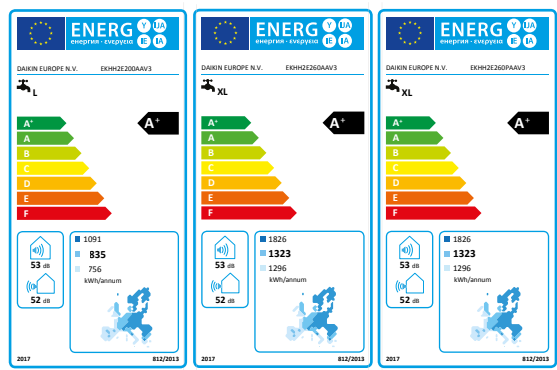 ENERG Y IJA IE IA
енергия · ενεργεια
DAIKIN EUROPE N.V. EKHH2E200AAV3
L
A+ A+
A
B
C
D
E
F
53 dB
52 dB
1091
835
756
kWh/annum
2017 812/2013
ENERG Y IJA IE IA
енергия · ενεργεια
DAIKIN EUROPE N.V. EKHH2E260AAV3
XL
A+ A+
A
B
C
D
E
F
53 dB
52 dB
1826
1323
1296
kWh/annum
2017 812/2013
ENERG Y IJA IE IA
енергия · ενεργεια
DAIKIN EUROPE N.V. EKHH2E260PAAV3
XL
A+ A+
A
B
C
D
E
F
53 dB
52 dB
1826
1323
1296
kWh/annum
2017 812/2013